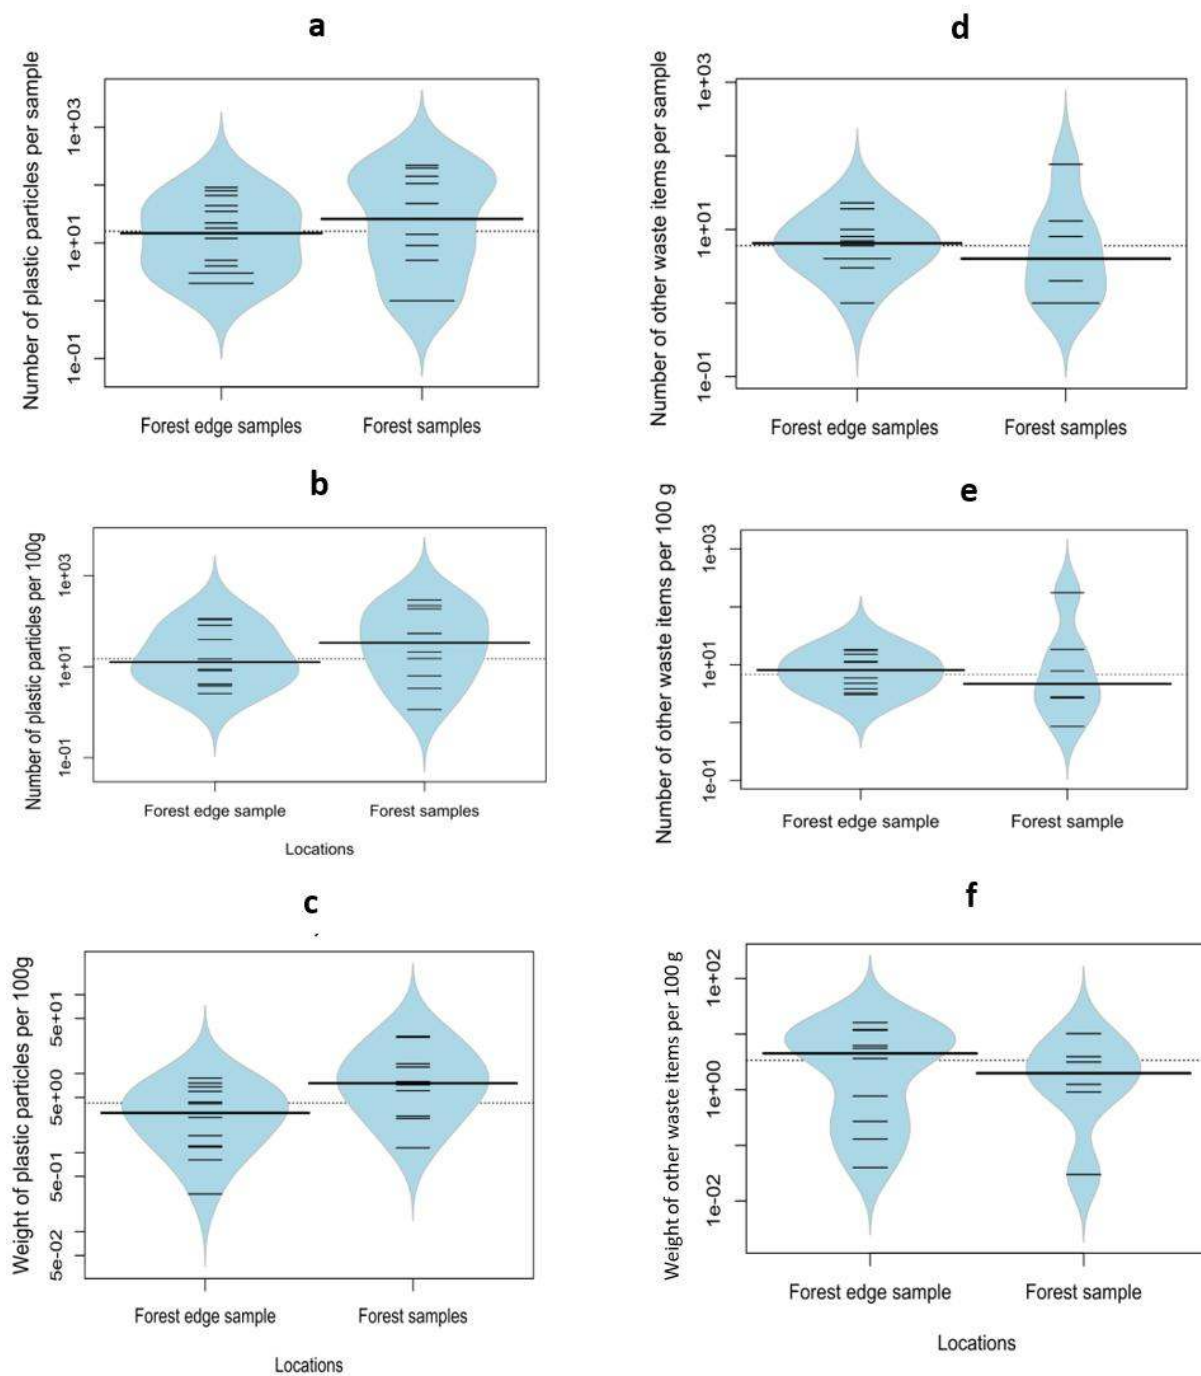 a
Number of plastic particles per sample
1e+03
1e+01
1e-01
Forest edge samples
Forest samples
b
Number of plastic particles per 100g
1e+03
1e+01
1e-01
Forest edge sample
Forest samples
Locations
c
Weight of plastic particles per 100g
5e+01
5e+00
5e-01
5e-02
Forest edge sample
Forest samples
Locations
d
Number of other waste items per sample
1e+03
1e+01
1e-01
Forest edge samples
Forest samples
e
Number of other waste items per 100 g
1e+03
1e+01
1e-01
Forest edge sample
Forest sample
f
Weight of other waste items per 100g
1e+02
1e+00
1e-02
Forest edge sample
Forest sample
Locations